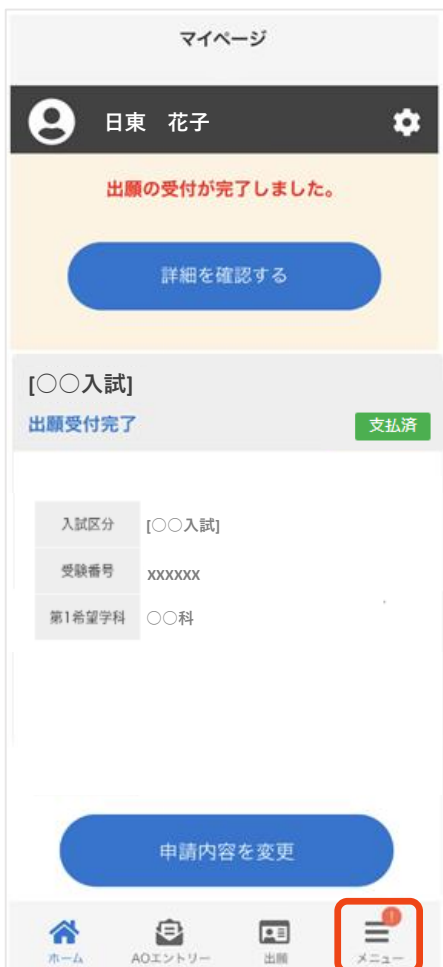 マイページ
日東 花子
出願の受付が完了しました。
詳細を確認する
[○○入試]
出願受付完了
支払済
入試区分 [○○入試]
受験番号 xxxxxx
第1希望学科 ○○科
申請内容を変更
!
ホーム AOエントリー 出願 メニュー